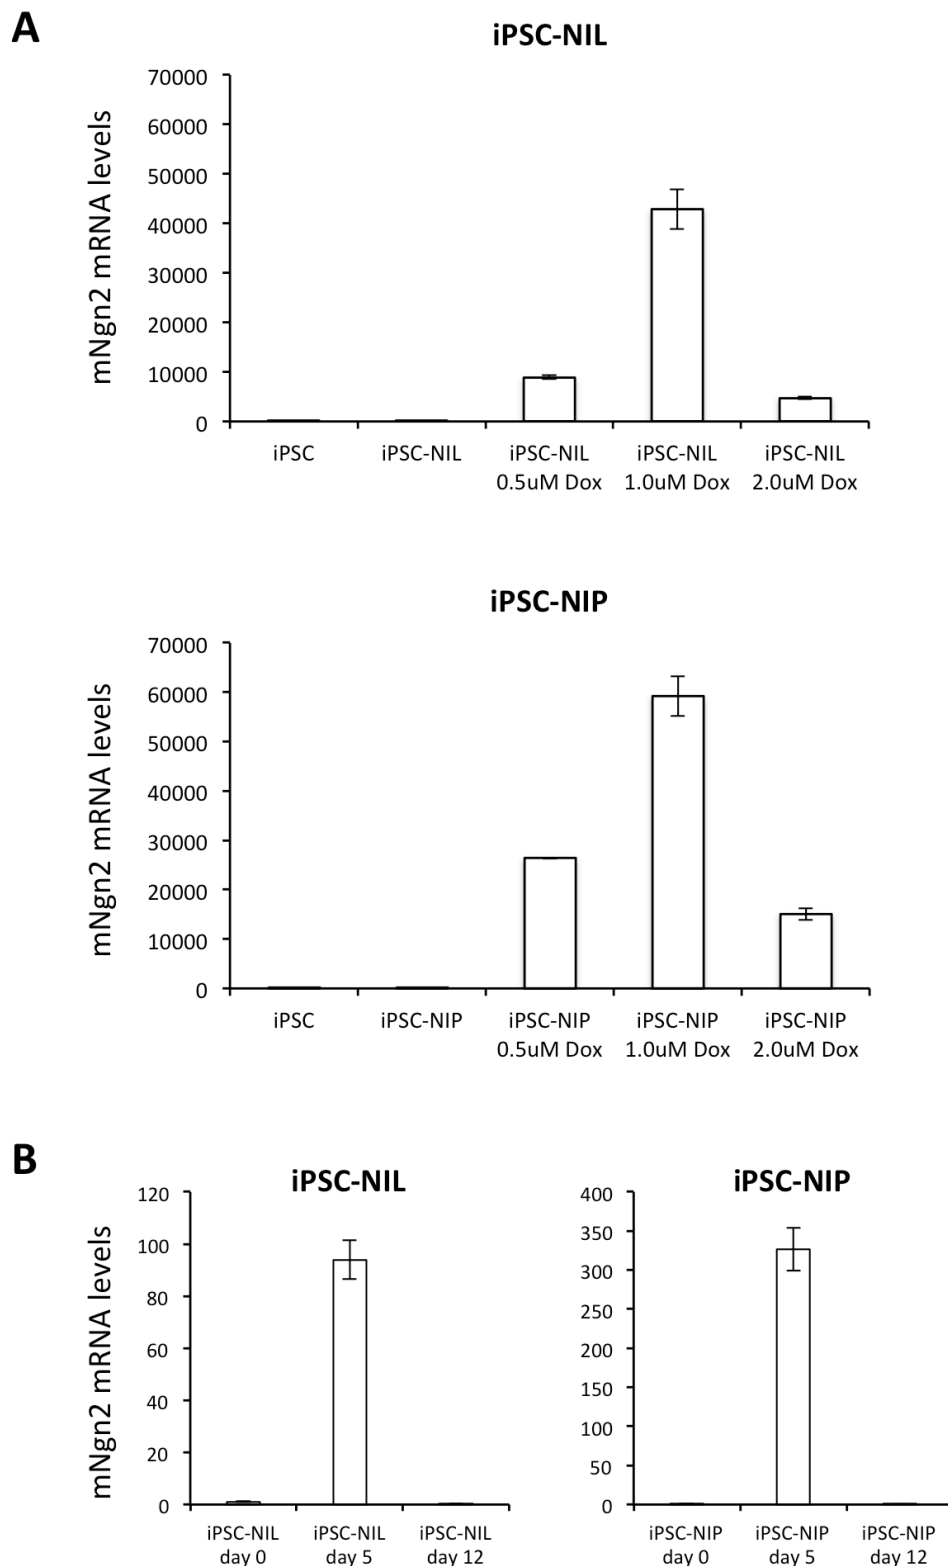 A
iPSC-NIL
mNgn2 mRNA levels
70000
60000
50000
40000
30000
20000
10000
0
iPSC iPSC-NIL iPSC-NIL iPSC-NIL iPSC-NIL
0.5uM Dox 1.0uM Dox 2.0uM Dox
iPSC-NIP
mNgn2 mRNA levels
70000
60000
50000
40000
30000
20000
10000
0
iPSC iPSC-NIP iPSC-NIP iPSC-NIP iPSC-NIP
0.5uM Dox 1.0uM Dox 2.0uM Dox
B
iPSC-NIL
mNgn2 mRNA levels
120
100
80
60
40
20
0
iPSC-NIL iPSC-NIL iPSC-NIL
day 0 day 5 day 12
iPSC-NIP
400
350
300
250
200
150
100
50
0
iPSC-NIP iPSC-NIP iPSC-NIP
day 0 day 5 day 12